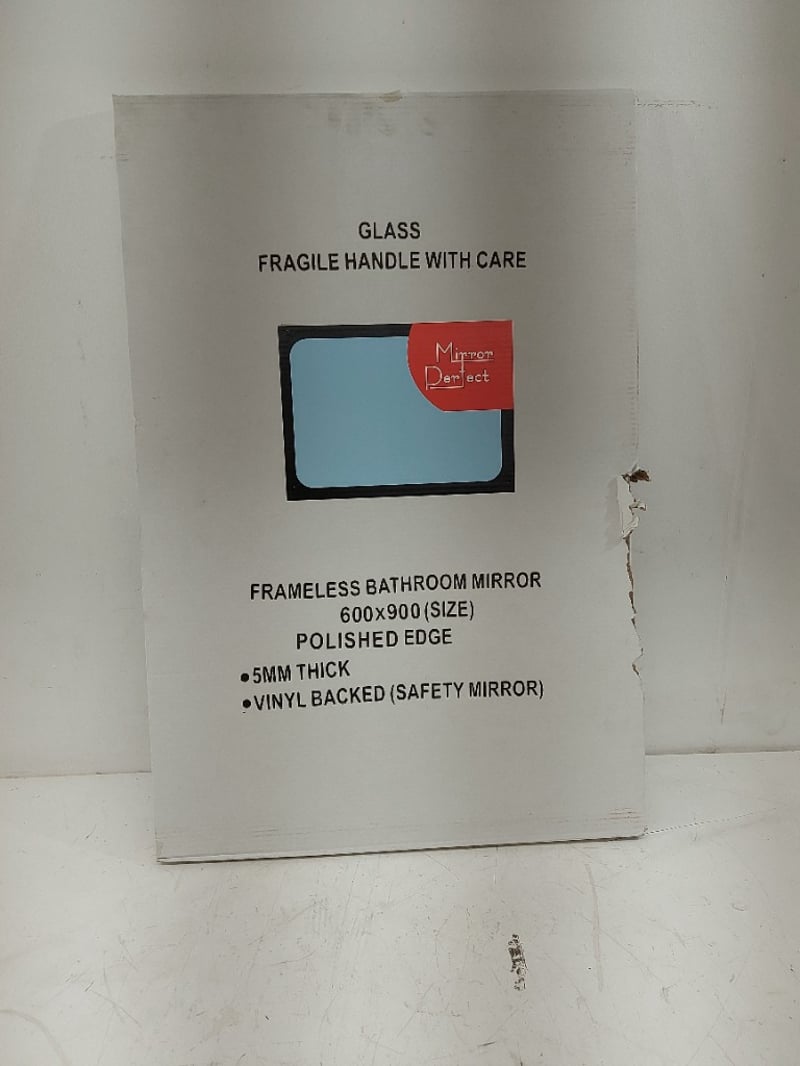 GLASS
FRAGILE HANDLE WITH CARE
Mirror
Perfect
FRAMELESS BATHROOM MIRROR
600x900(SIZE)
POLISHED EDGE
•5MM THICK
•VINYL BACKED (SAFETY MIRROR)